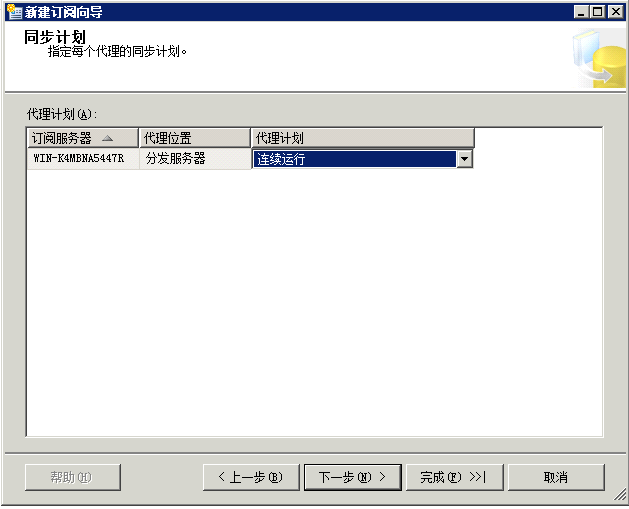 新建订阅向导
同步计划
指定每个代理的同步计划。
代理计划(A):
订阅服务器 代理位置 代理计划
WIN-K4MBNA5447R 分发服务器 连续运行
帮助(H) < 上一步(B) 下一步(N) > 完成(F) >>| 取消